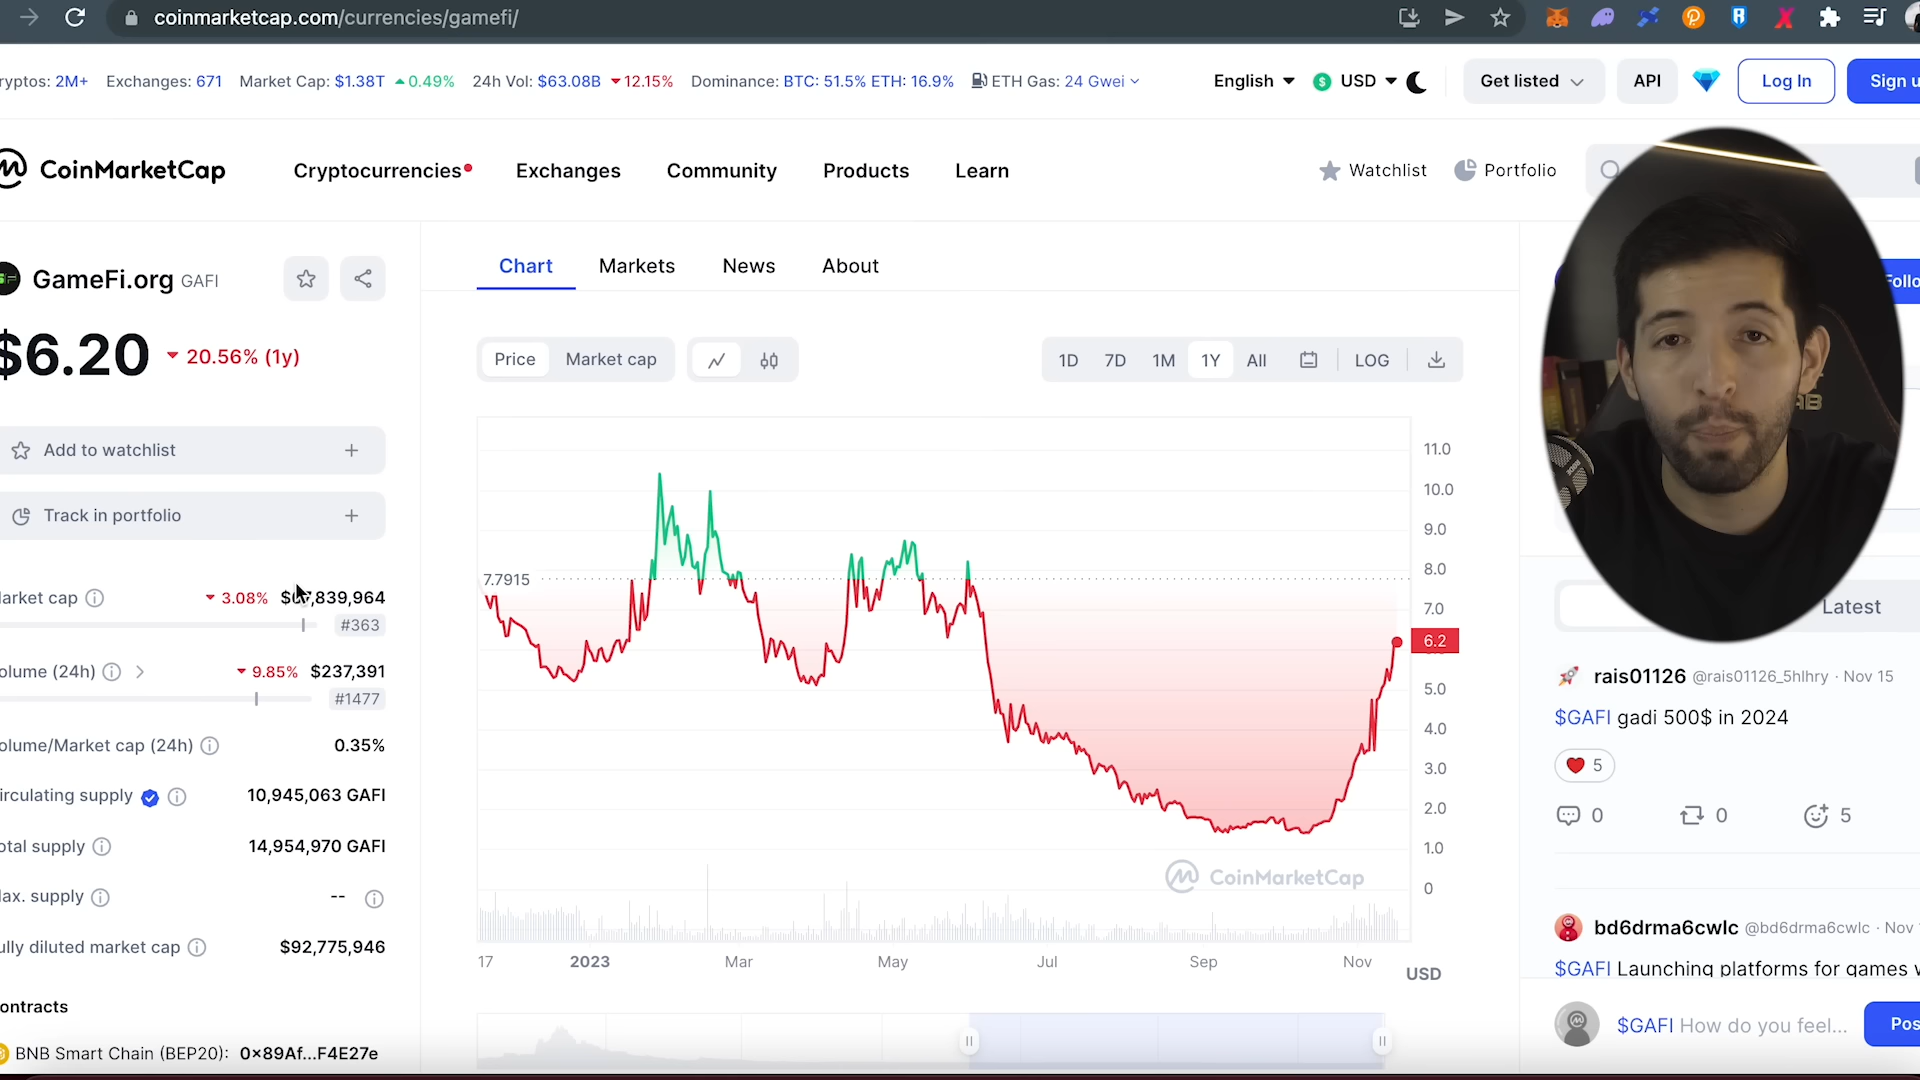 coinmarketcap.com/currencies/gamefi/
ryptos: 2M+ Exchanges: 671 Market Cap: $1.38T 0.49% 24h Vol: $63.08B 12.15% Dominance: BTC: 51.5% ETH: 16.9% ETH Gas: 24 Gwei English USD Get listed API Log In Sign u
CoinMarketCap Cryptocurrencies Exchanges Community Products Learn Watchlist Portfolio
GameFi.org GAFI
$6.20 20.56% (1y)
Add to watchlist +
Track in portfolio +
arket cap 3.08%
#363
olume (24h) 9.85% $237,391
#1477
olume/Market cap (24h) 0.35%
irculating supply 10,945,063 GAFI
otal supply 14,954,970 GAFI
ax. supply --
ully diluted market cap $92,775,946
ontracts
BNB Smart Chain (BEP20): 0x89Af...F4E27e
Chart Markets News About
Price Market cap 1D 7D 1M 1Y All LOG
11.0
10.0
9.0
8.0
7.7915
7.0
6.2
5.0
4.0
3.0
2.0
1.0
0
CoinMarketCap
17 2023 Mar May Jul Sep Nov
USD
Follo
AB
Latest
rais01126 @rais01126_5hlhry · Nov 15
$GAFI gadi 500$ in 2024
5
0 0 5
bd6drma6cwlc @bd6drma6cwlc · Nov
$GAFI Launching platforms for games
$GAFI How do you feel... Pos